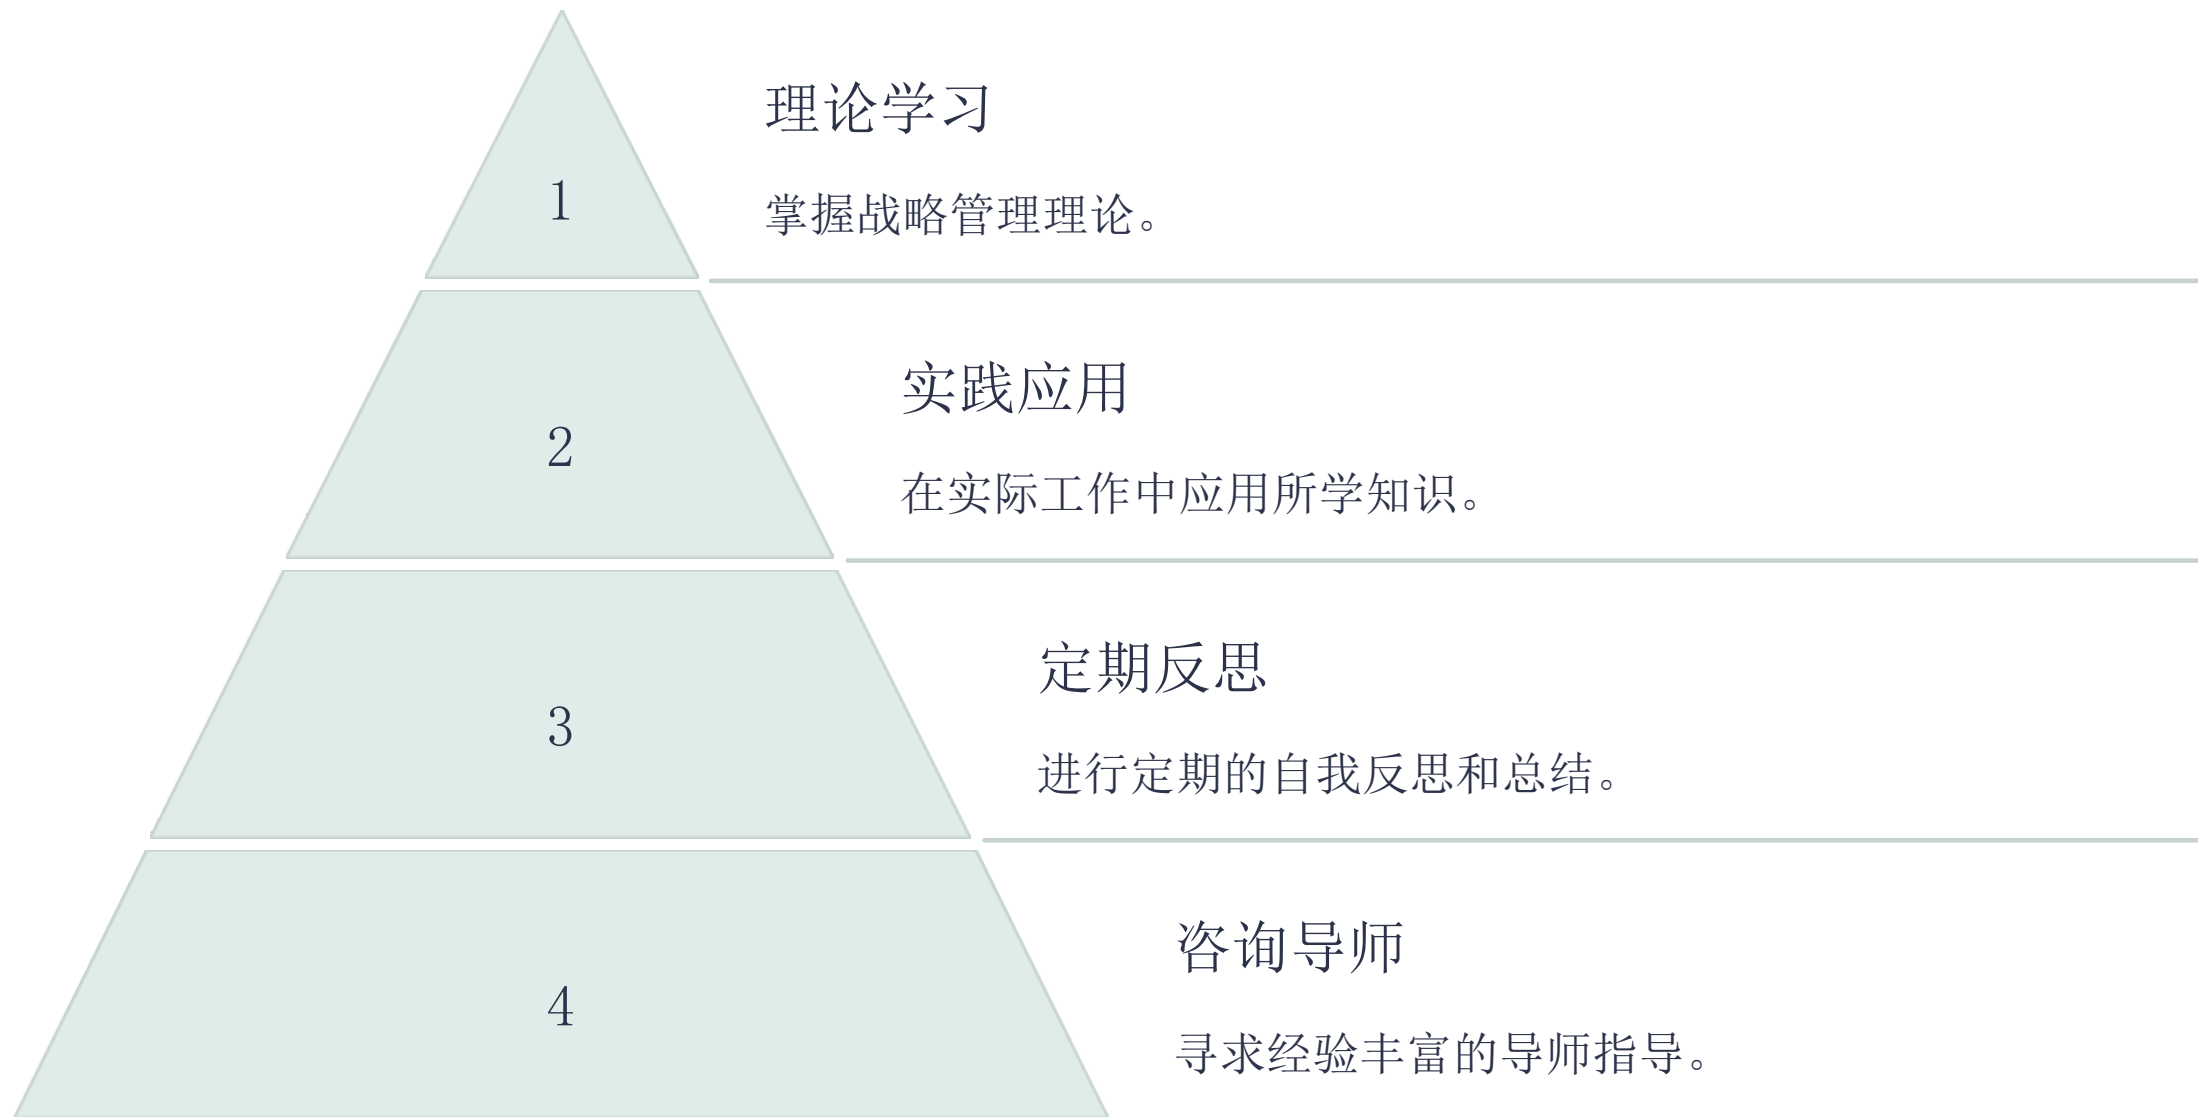 理论学习
1
掌握战略管理理论。
实践应用
2
在实际工作中应用所学知识。
定期反思
3
进行定期的自我反思和总结。
咨询导师
4
寻求经验丰富的导师指导。